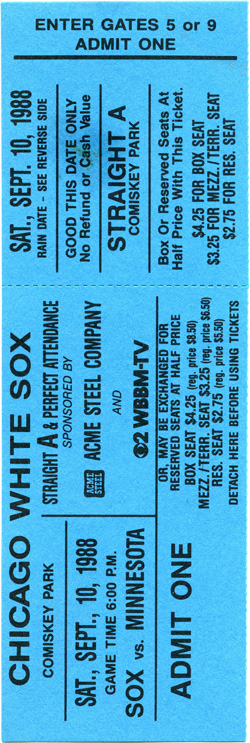 ENTER GATES 5 or 9
ADMIT ONE
SAT., SEPT. 10, 1988
RAIN DATE - SEE REVERSE SIDE
GOOD THIS DATE ONLY
No Refund or Cash Value
STRAIGHT A
COMISKEY PARK
Box Or Reserved Seats At
Half Price With This Ticket.
$4.25 FOR BOX SEAT
$3.25 FOR MEZZ./TERR. SEAT
$2.75 FOR RES. SEAT
CHICAGO WHITE SOX
COMISKEY PARK
STRAIGHT A & PERFECT ATTENDANCE
SPONSORED BY
ACME STEEL
ACME STEEL COMPANY
AND
2 WBBM-TV
SAT., SEPT., 10, 1988
GAME TIME 6:00 P.M.
SOX vs. MINNESOTA
OR, MAY BE EXCHANGED FOR
RESERVED SEATS AT HALF PRICE
BOX SEAT $4.25 (reg. price $8.50)
MEZZ./TERR. SEAT $3.25 (reg. price $6.50)
RES. SEAT $2.75 (reg. price $5.50)
DETACH HERE BEFORE USING TICKETS
ADMIT ONE